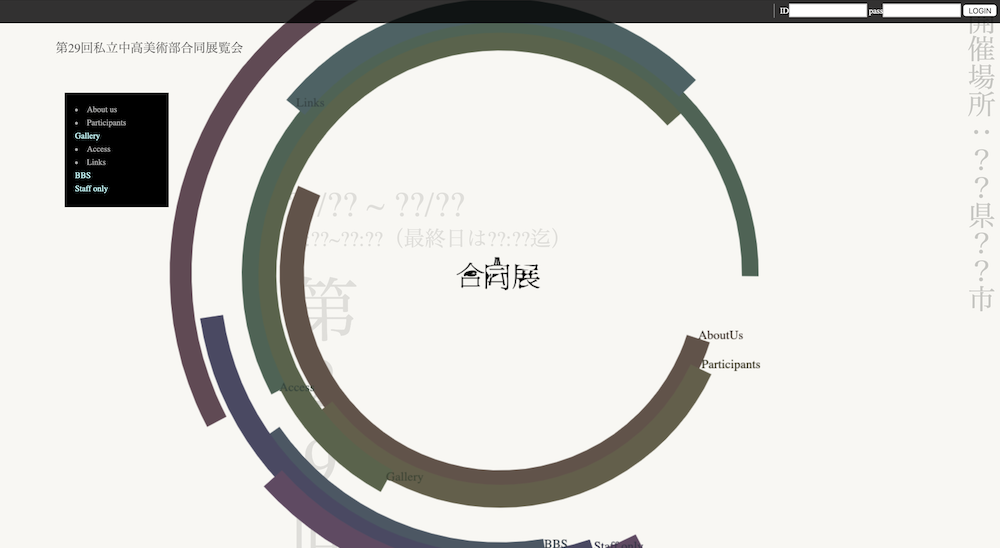 ID pass LOGIN
第29回私立中高美術部合同展覧会
About us
Participants
Gallery
Access
Links
BBS
Staff only
Links
/?? ~ ??/??
:??~??:??（最終日は??:??迄）
合同展
第
9
回
AboutUs
Participants
Access
Gallery
BBS
Staff only
開催場所：？？県？？市